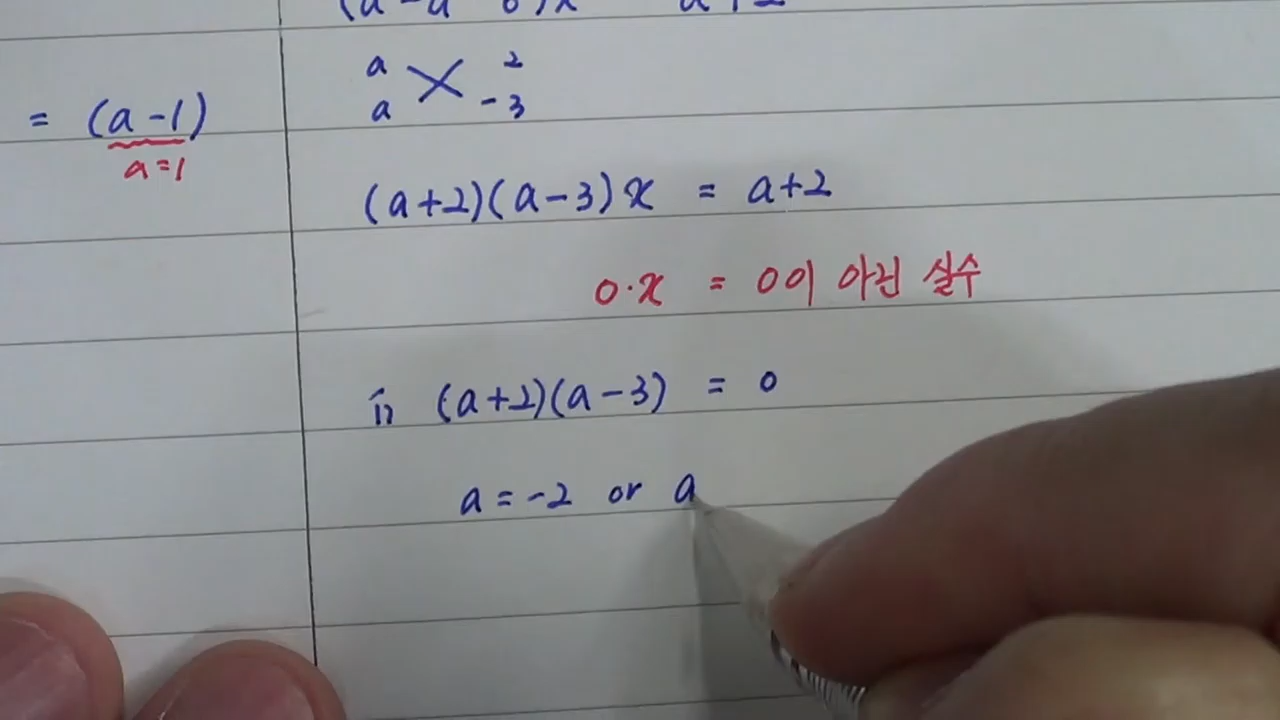 = (a-1)
a=1
a 2
a -3
(a+2)(a-3)x = a+2
0·x = 0이 아닌 실수
i) (a+2)(a-3) = 0
a = -2 or a